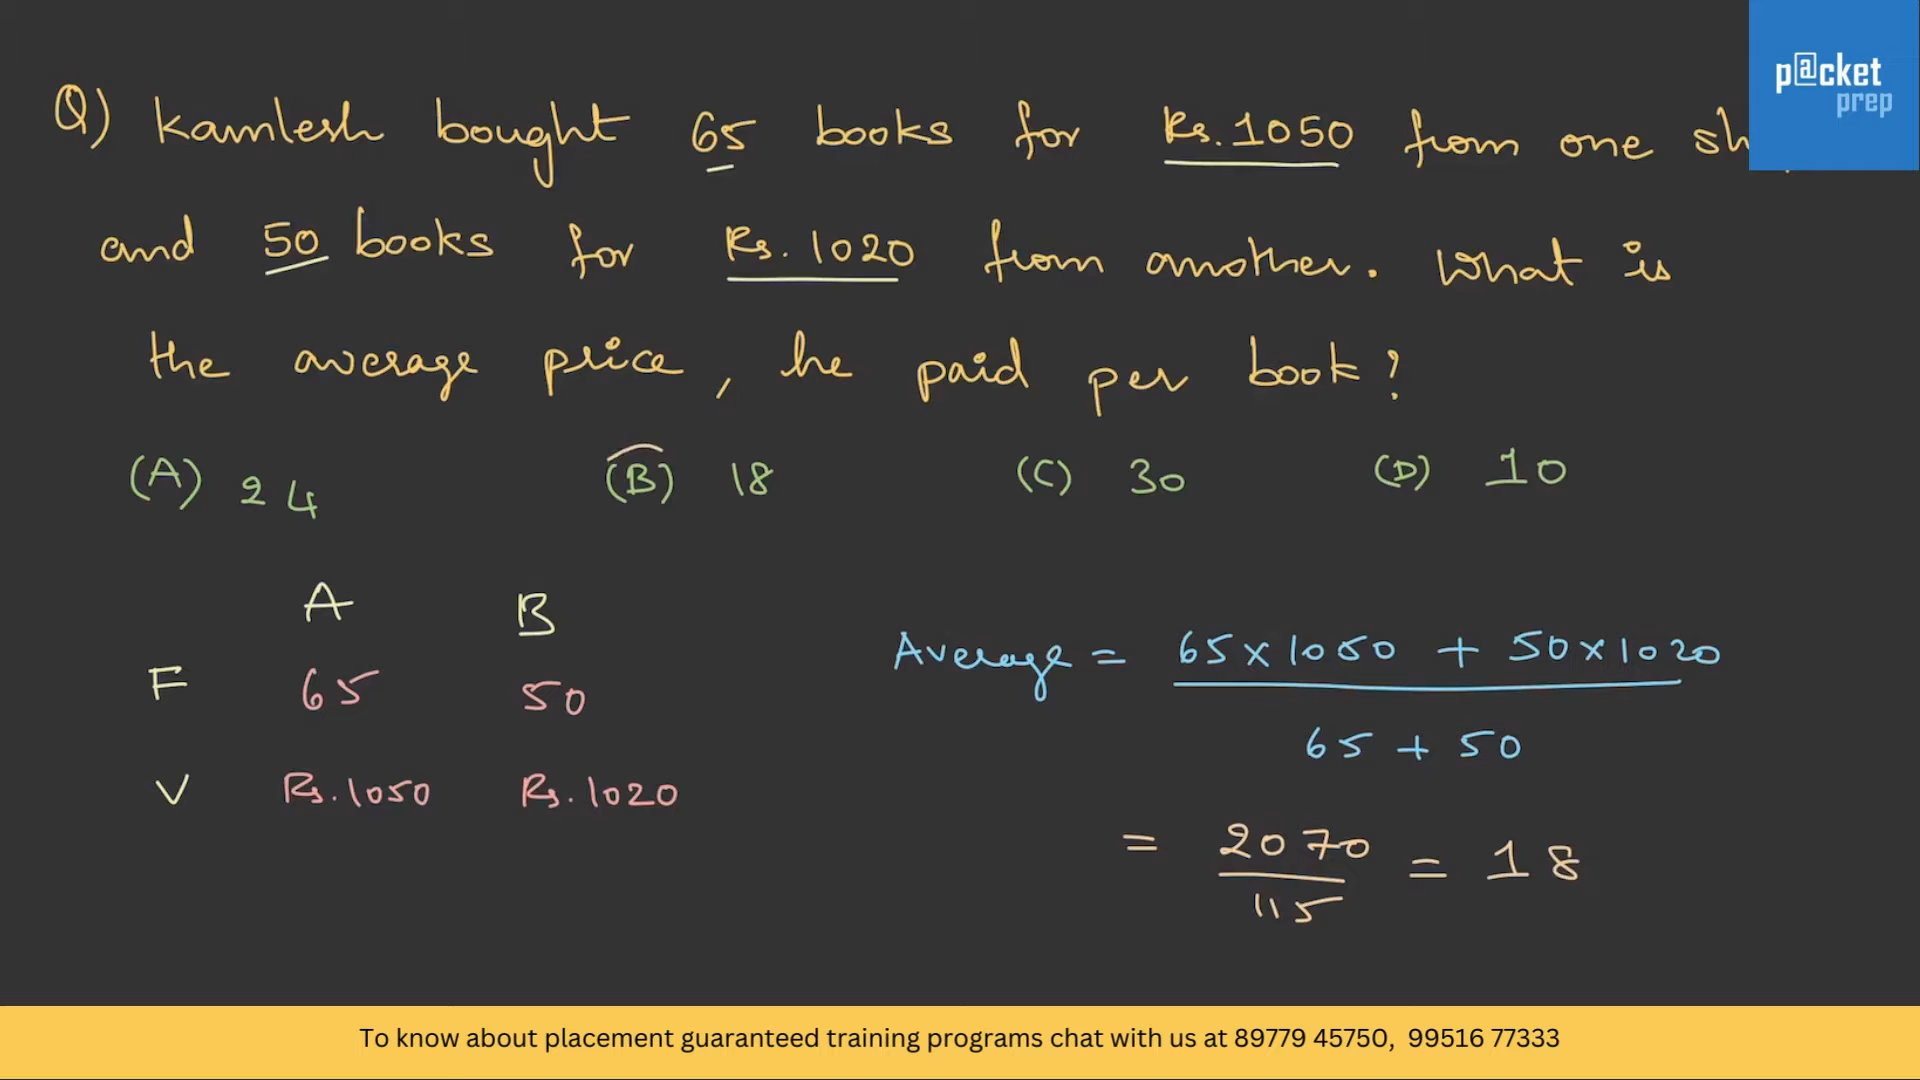 p@cket
prep
Q) Kamlesh bought 65 books for Rs. 1050 from one
and 50 books for Rs. 1020 from another. What is
the average price, he paid per book?
(A) 24 (B) 18 (C) 30 (D) 10
A B
F 65 50
V Rs. 1050 Rs. 1020
Average = 65 x 1050 + 50 x 1020
65 + 50
= 2070 = 18
115
To know about placement guaranteed training programs chat with us at 89779 45750, 99516 77333